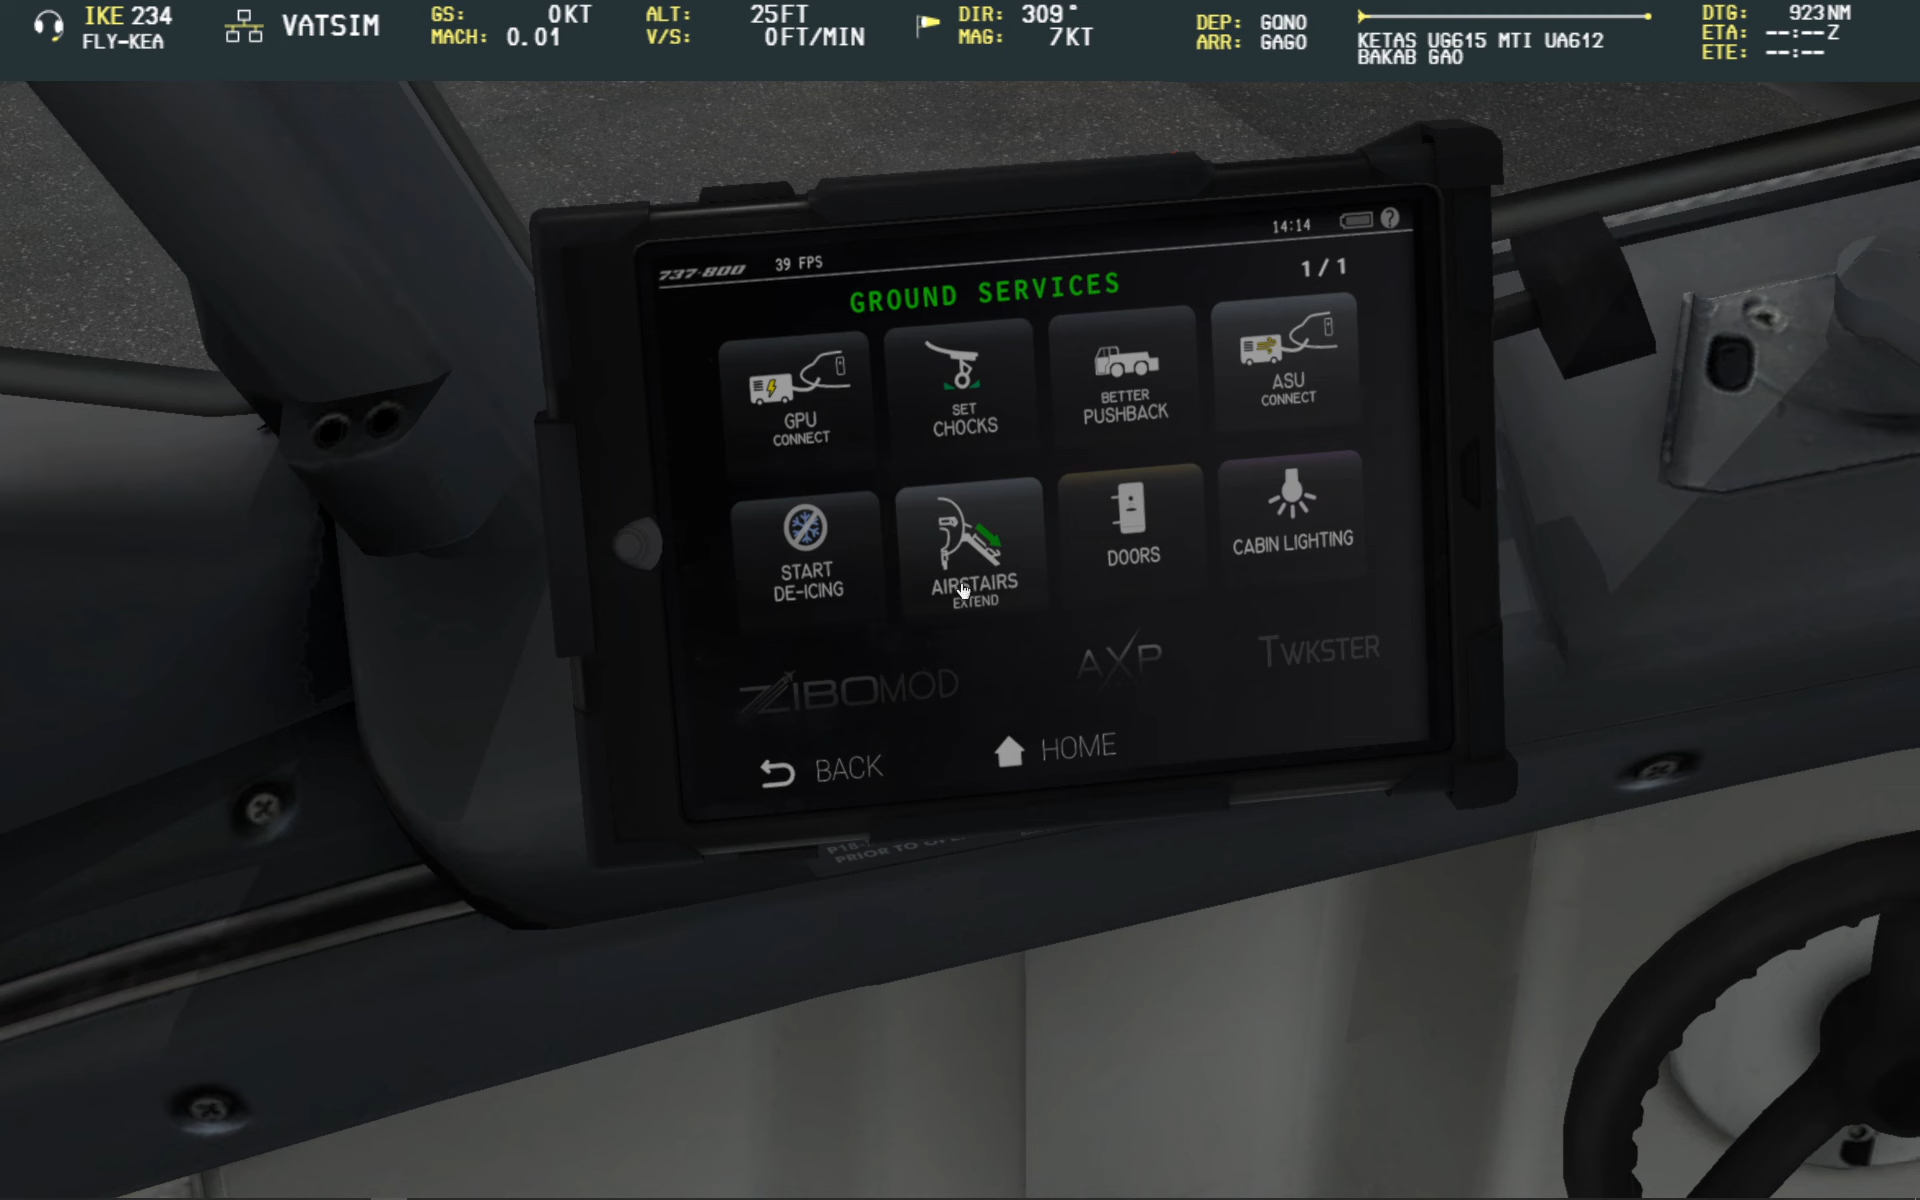 IKE 234
FLY-KEA
VATSIM
GS: 0KT
MACH: 0.01
ALT: 25FT
V/S: 0FT/MIN
DIR: 309°
MAG: 7KT
DEP: GQNO
ARR: GAGO
KETAS UG615 MTI UA612
BAKAB GAO
DTG: 923NM
ETA: --:--Z
ETE: --:--
737-800 39 FPS 14:14 ?
GROUND SERVICES 1/1
GPU
CONNECT
SET
CHOCKS
BETTER
PUSHBACK
ASU
CONNECT
START
DE-ICING
AIRSTAIRS
EXTEND
DOORS
CABIN LIGHTING
ZIBOMOD AXP TWKSTER
BACK HOME
PRIOR TO